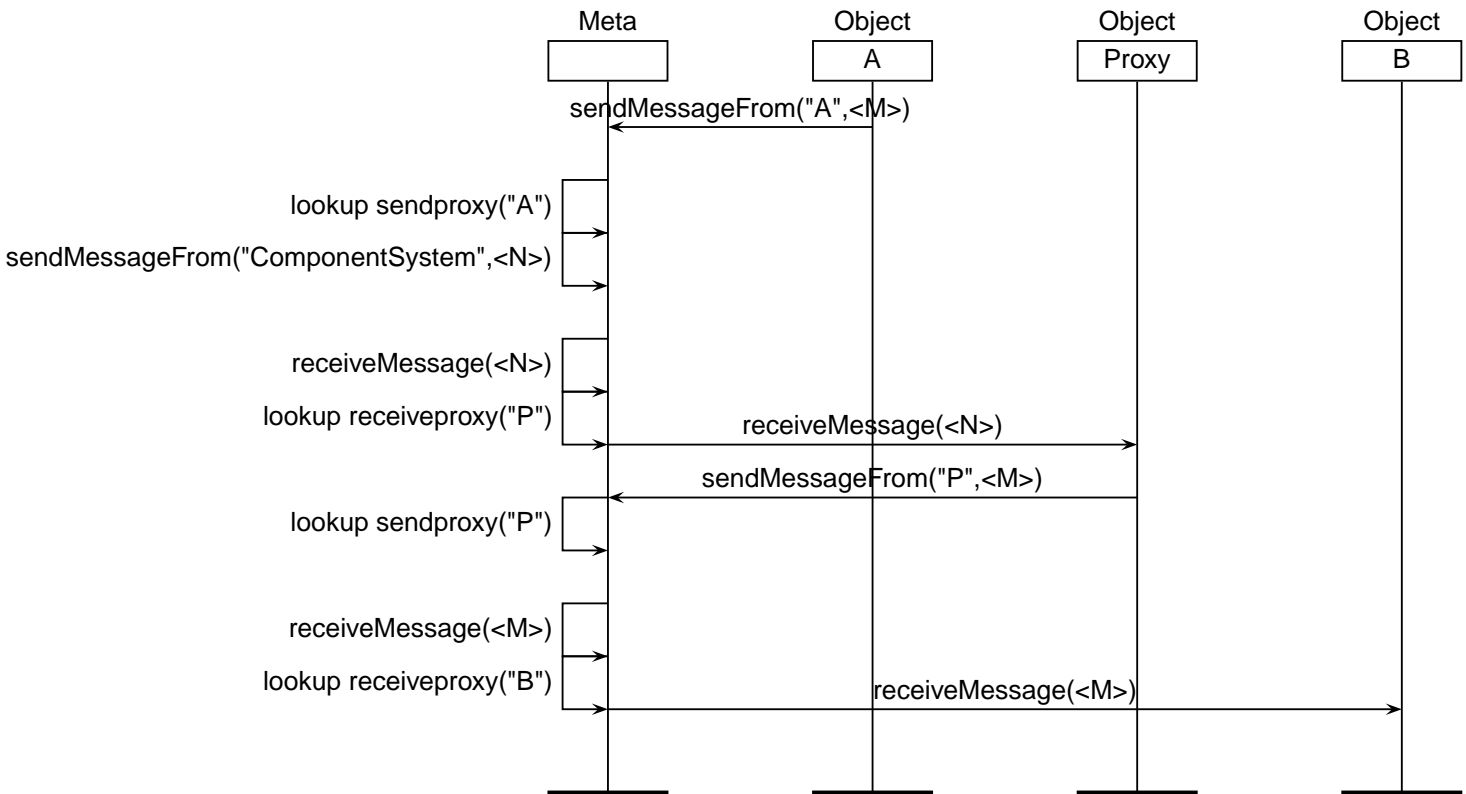 Meta
Object
Object
Object
A
Proxy
B
sendMessageFrom("A",<M>)
lookup sendproxy("A")
sendMessageFrom("ComponentSystem",<N>)
receiveMessage(<N>)
lookup receiveproxy("P")
receiveMessage(<N>)
sendMessageFrom("P",<M>)
lookup sendproxy("P")
receiveMessage(<M>)
lookup receiveproxy("B")
receiveMessage(<M>)